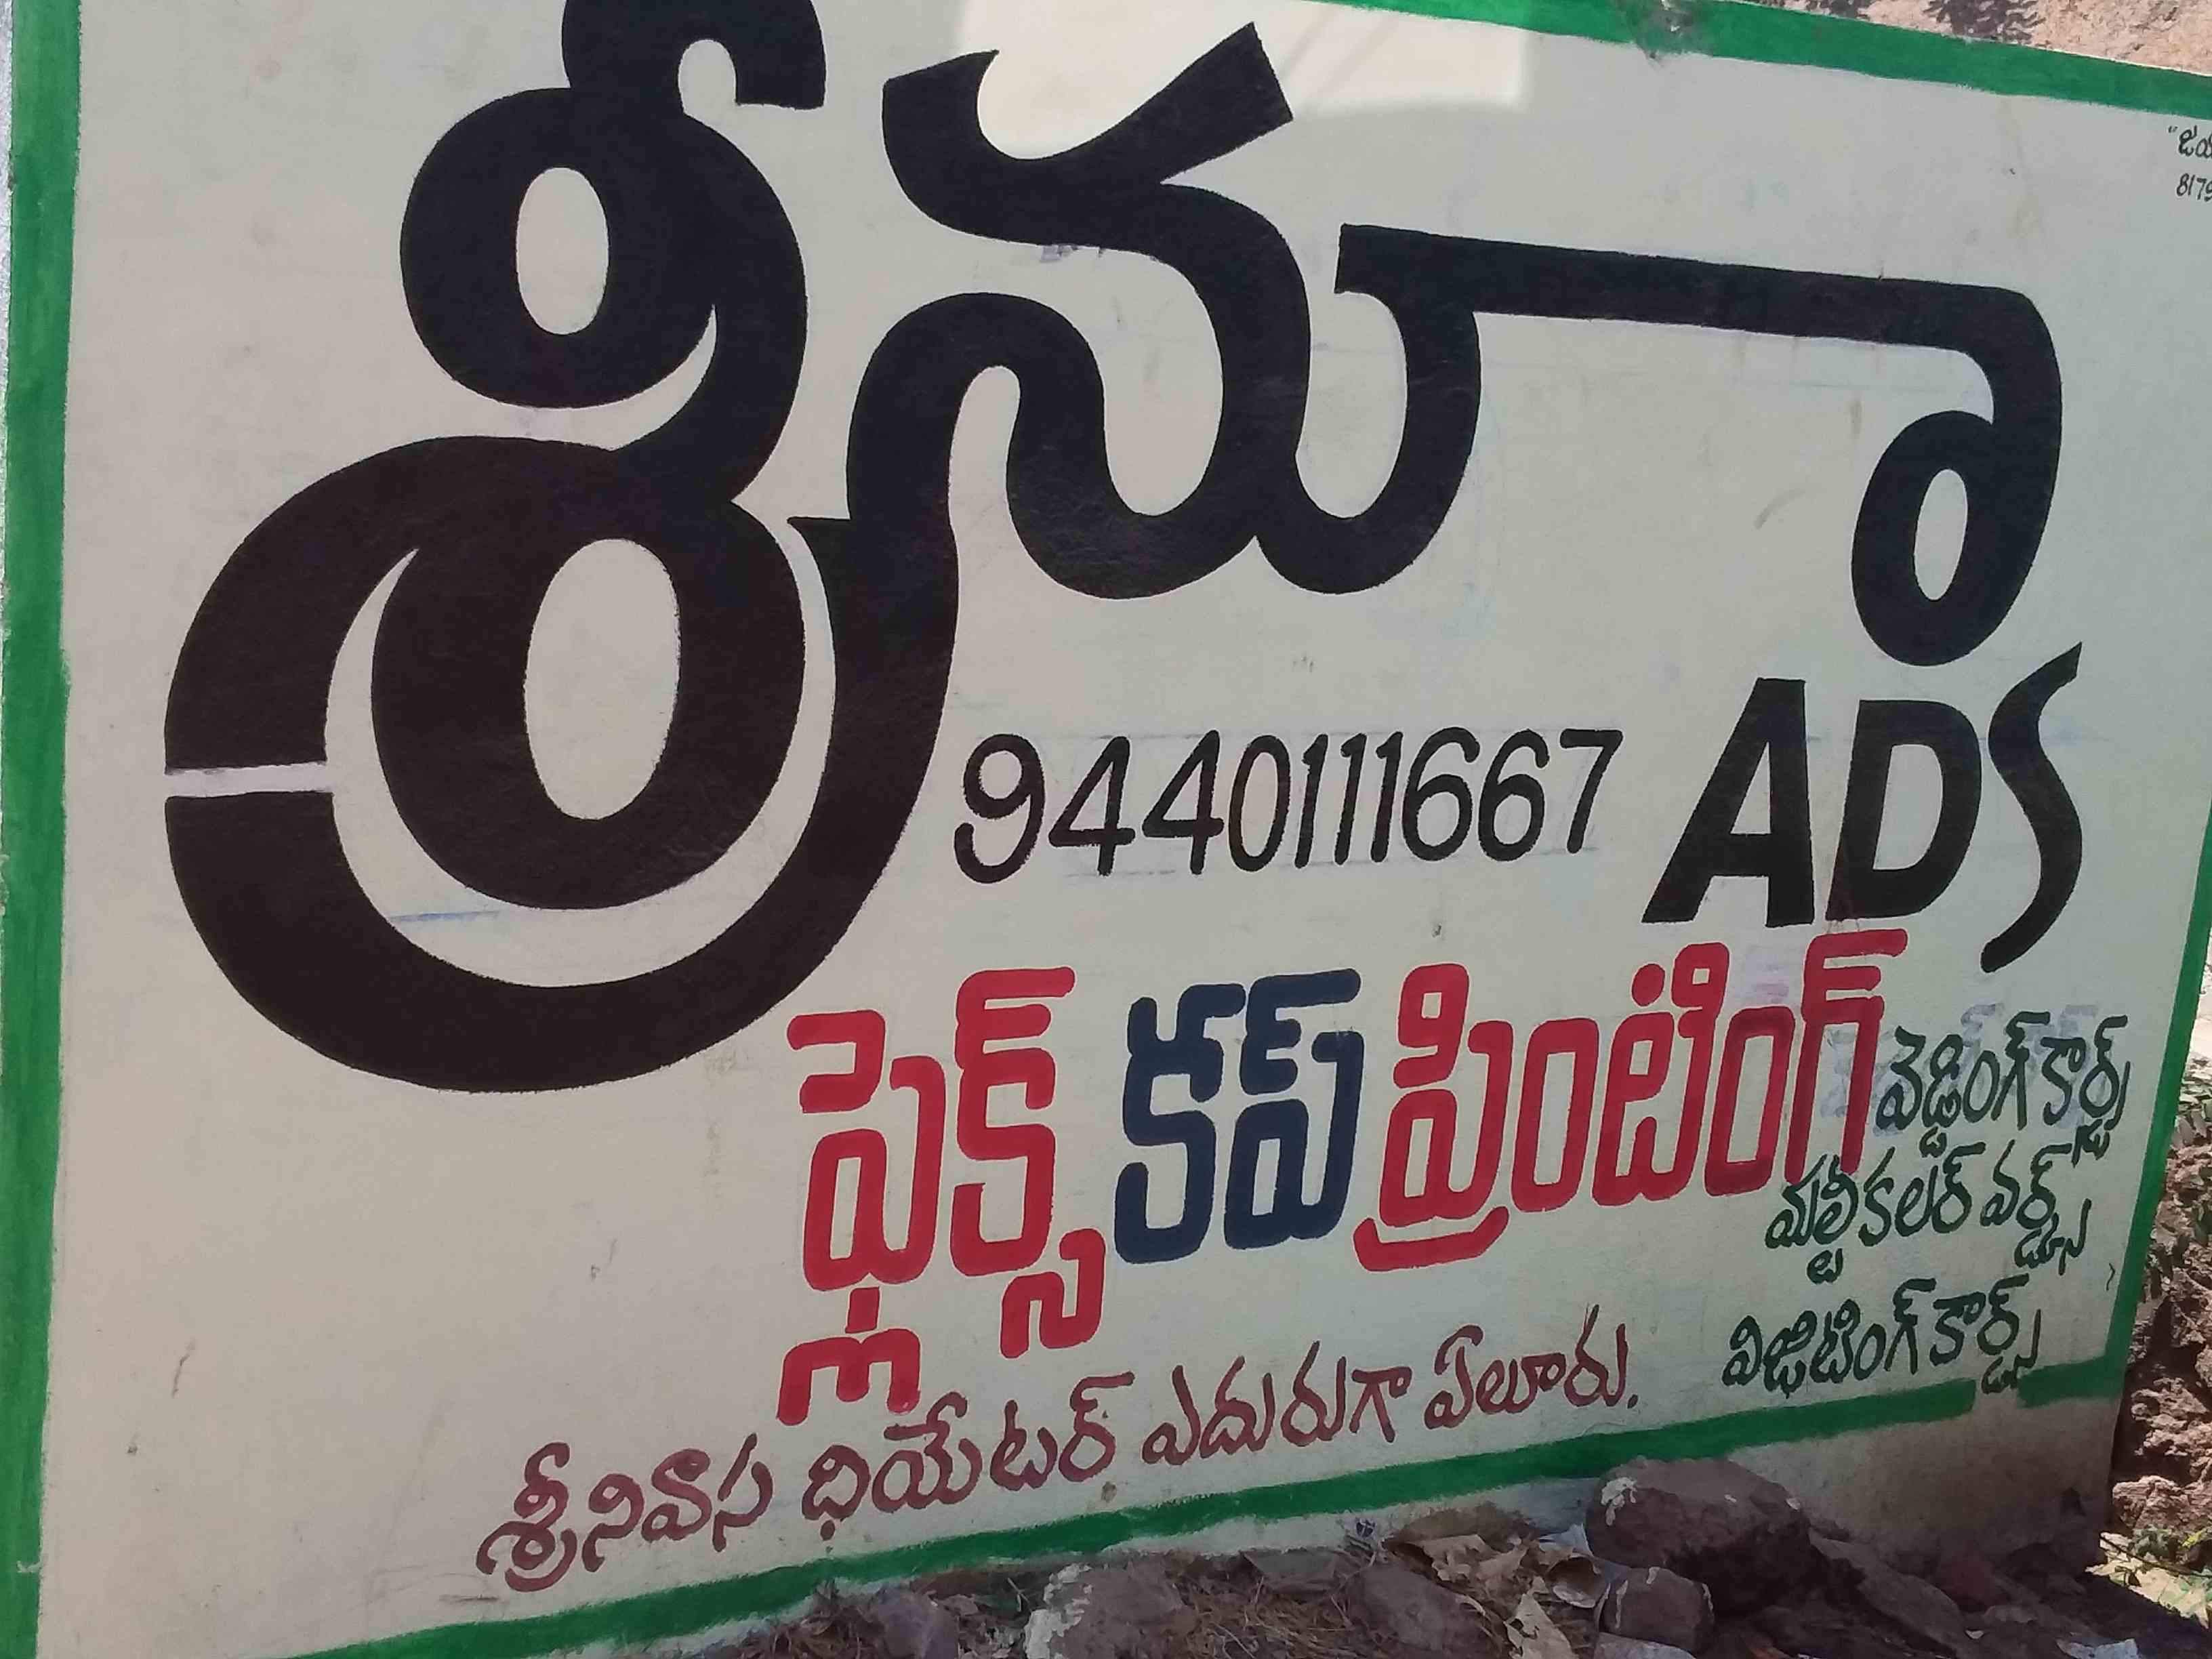 శ్రీను
ADS
9440111667
ఫ్లెక్స్ కప్ ప్రింటింగ్
వెడ్డింగ్ కార్డ్స్
మల్టీ కలర్ వర్క్స్
విజిటింగ్ కార్డ్స్
శ్రీనివాస ధియేటర్ ఎదురుగా ఏలూరు.